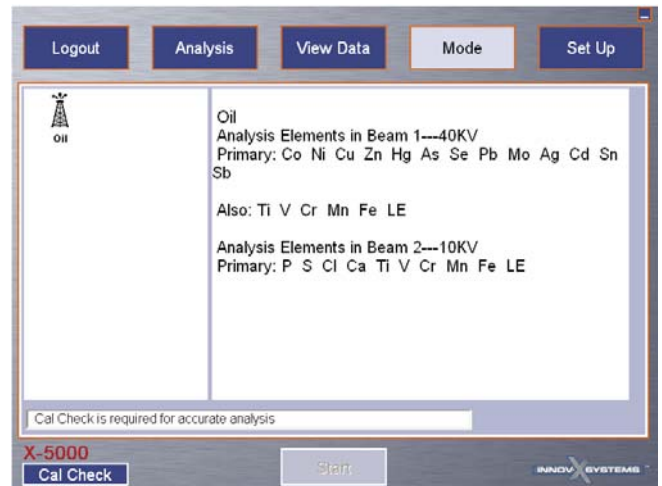 Logout Analysis View Data Mode Set Up
Oil
Oil
Analysis Elements in Beam 1---40KV
Primary: Co Ni Cu Zn Hg As Se Pb Mo Ag Cd Sn
Sb
Also: Ti V Cr Mn Fe LE
Analysis Elements in Beam 2---10KV
Primary: P S Cl Ca Ti V Cr Mn Fe LE
Cal Check is required for accurate analysis
X-5000
Cal Check
Start
INNOV X SYSTEMS